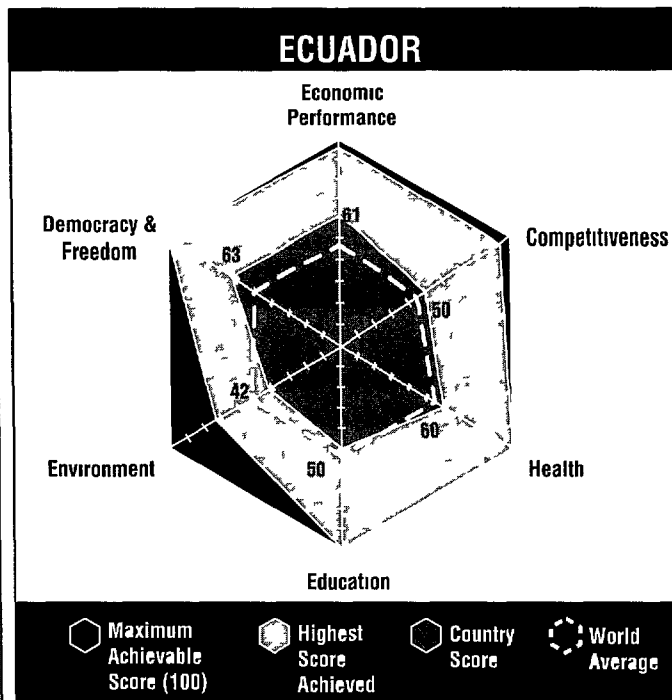 ECUADOR
Economic
Performance
61
Democracy &
Freedom
63
Competitiveness
50
42
60
50
Environment
Health
Education
Maximum
Achievable
Score (100)
Highest
Score
Achieved
Country
Score
World
Average